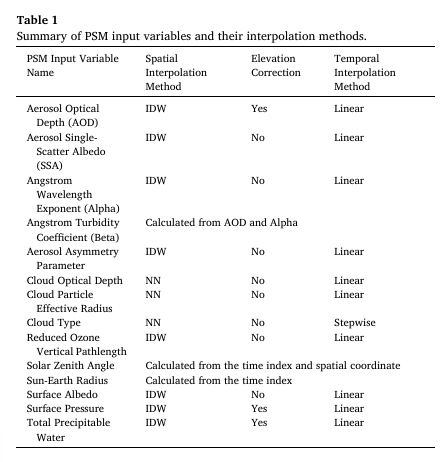 Table 1
Summary of PSM input variables and their interpolation methods.
PSM Input Variable Spatial Elevation Temporal
Name Interpolation Correction Interpolation
Method Method
Aerosol Optical IDW Yes Linear
Depth (AOD)
Aerosol Single- IDW No Linear
Scatter Albedo
(SSA)
Angstrom IDW No Linear
Wavelength
Exponent (Alpha)
Angstrom Turbidity Calculated from AOD and Alpha
Coefficient (Beta)
Aerosol Asymmetry IDW No Linear
Parameter
Cloud Optical Depth NN No Linear
Cloud Particle NN No Linear
Effective Radius
Cloud Type NN No Stepwise
Reduced Ozone IDW No Linear
Vertical Pathlength
Solar Zenith Angle Calculated from the time index and spatial coordinate
Sun-Earth Radius Calculated from the time index
Surface Albedo IDW No Linear
Surface Pressure IDW Yes Linear
Total Precipitable IDW Yes Linear
Water